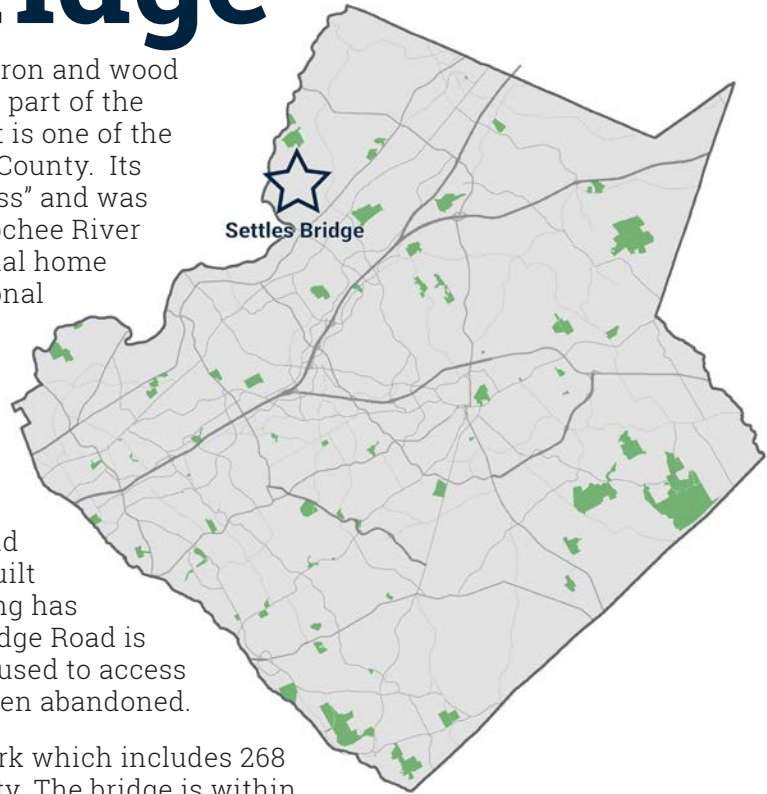 ridge
iron and wood
part of the
t is one of the
County. Its
ss” and was
ochee River
al home
onal
Settles Bridge
d
uilt
ng has
dge Road is
used to access
en abandoned.
rk which includes 268
ty. The bridge is within